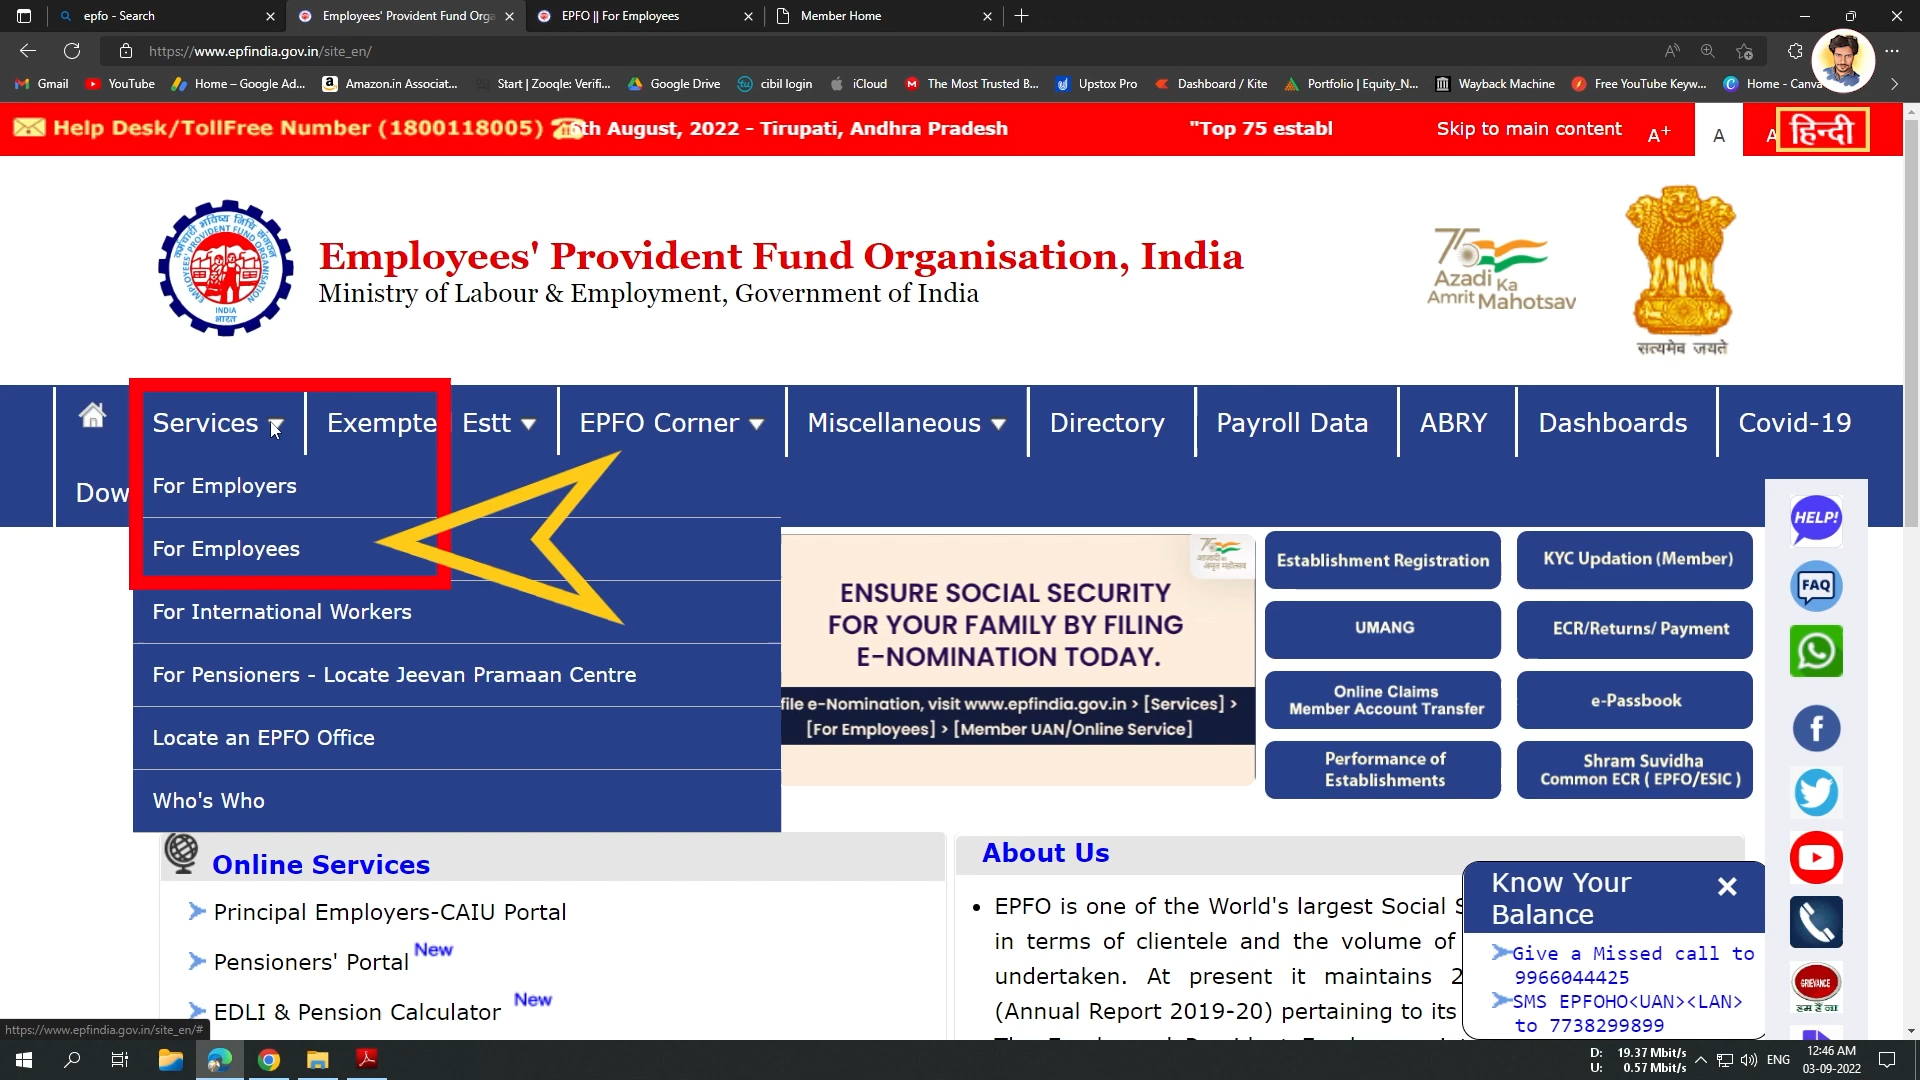 epfo - Search
Employees' Provident Fund Orga
EPFO || For Employees
Member Home
https://www.epfindia.gov.in/site_en/
Gmail
YouTube
Home – Google Ad...
Amazon.in Associat...
Start | Zooqle: Verifi...
Google Drive
cibil login
iCloud
The Most Trusted B...
Upstox Pro
Dashboard / Kite
Portfolio | Equity_N...
Wayback Machine
Free YouTube Keyw...
Home - Canva
Help Desk/TollFree Number (1800118005)
6th August, 2022 - Tirupati, Andhra Pradesh
"Top 75 establ
Skip to main content
A+
A
A
हिन्दी
INDIA
भारत
Employees' Provident Fund Organisation, India
Ministry of Labour & Employment, Government of India
75
Azadi Ka
Amrit Mahotsav
सत्यमेव जयते
Services
Exempte
Estt
EPFO Corner
Miscellaneous
Directory
Payroll Data
ABRY
Dashboards
Covid-19
Dow
For Employers
For Employees
For International Workers
For Pensioners - Locate Jeevan Pramaan Centre
Locate an EPFO Office
Who's Who
ENSURE SOCIAL SECURITY
FOR YOUR FAMILY BY FILING
E-NOMINATION TODAY.
file e-Nomination, visit www.epfindia.gov.in > [Services] >
[For Employees] > [Member UAN/Online Service]
Establishment Registration
KYC Updation (Member)
UMANG
ECR/Returns/ Payment
Online Claims
Member Account Transfer
e-Passbook
Performance of
Establishments
Shram Suvidha
Common ECR ( EPFO/ESIC )
HELP!
FAQ
GRIEVANCE
हम हैं ना
Online Services
Principal Employers-CAIU Portal
Pensioners' Portal New
EDLI & Pension Calculator New
About Us
EPFO is one of the World's largest Social S
in terms of clientele and the volume of
undertaken. At present it maintains 2
(Annual Report 2019-20) pertaining to its
Know Your
Balance
Give a Missed call to
9966044425
SMS EPFOHO<UAN><LAN>
to 7738299899
https://www.epfindia.gov.in/site_en/#
D: 19.37 Mbit/s
U: 0.57 Mbit/s
ENG
12:46 AM
03-09-2022